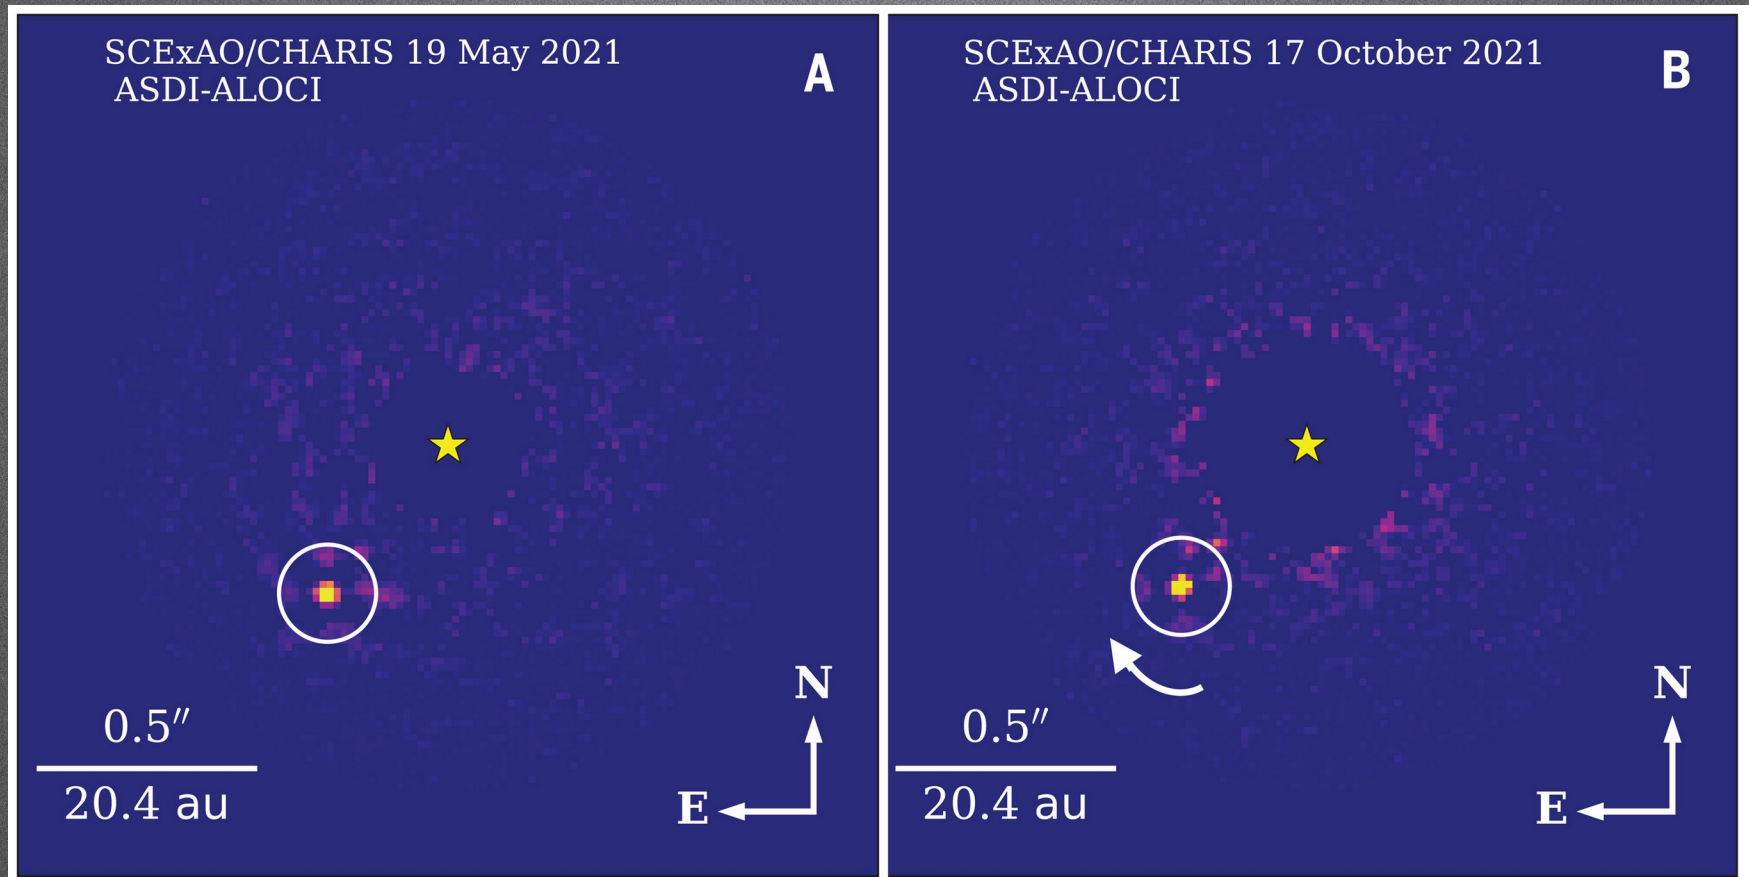 SCExAO/CHARIS 19 May 2021
ASDI-ALOCI
A
N
0.5″
20.4 au
E
SCExAO/CHARIS 17 October 2021
ASDI-ALOCI
B
N
0.5″
20.4 au
E